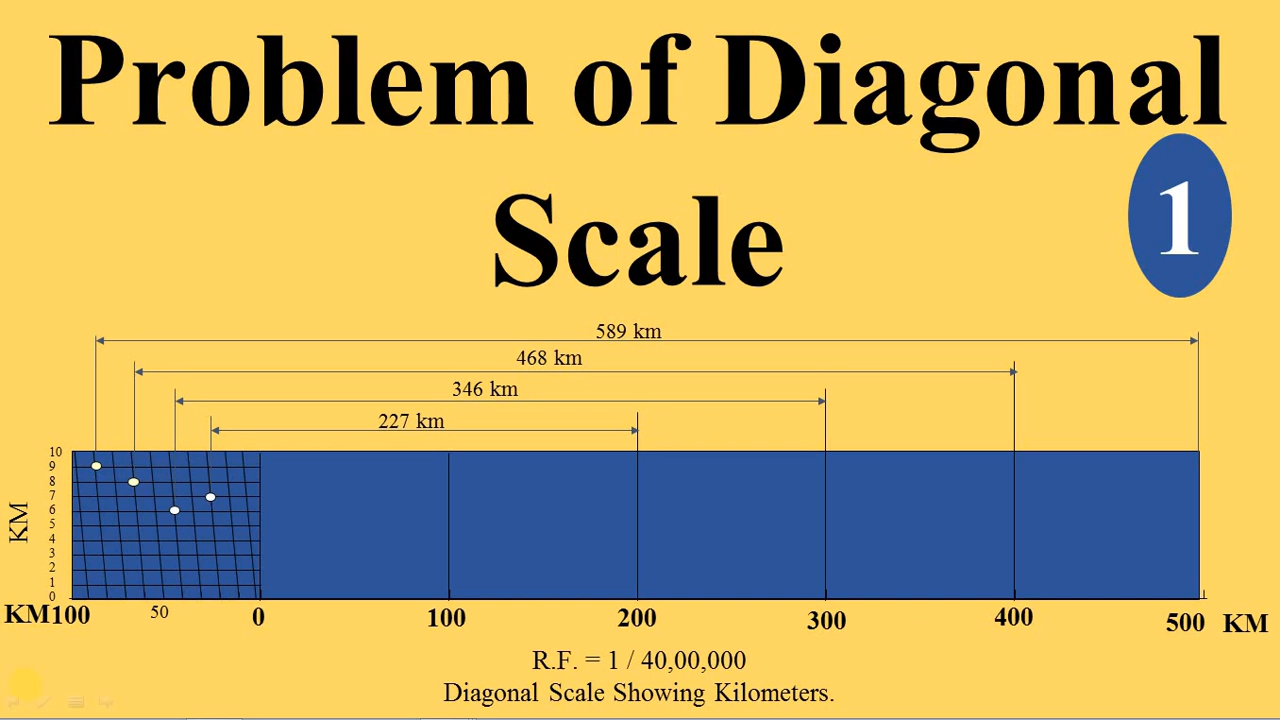 Problem of Diagonal
Scale
1
589 km
468 km
346 km
227 km
10
9
8
7
6
5
4
3
2
1
0
KM
KM100 50 0 100 200 300 400 500 KM
R.F. = 1 / 40,00,000
Diagonal Scale Showing Kilometers.